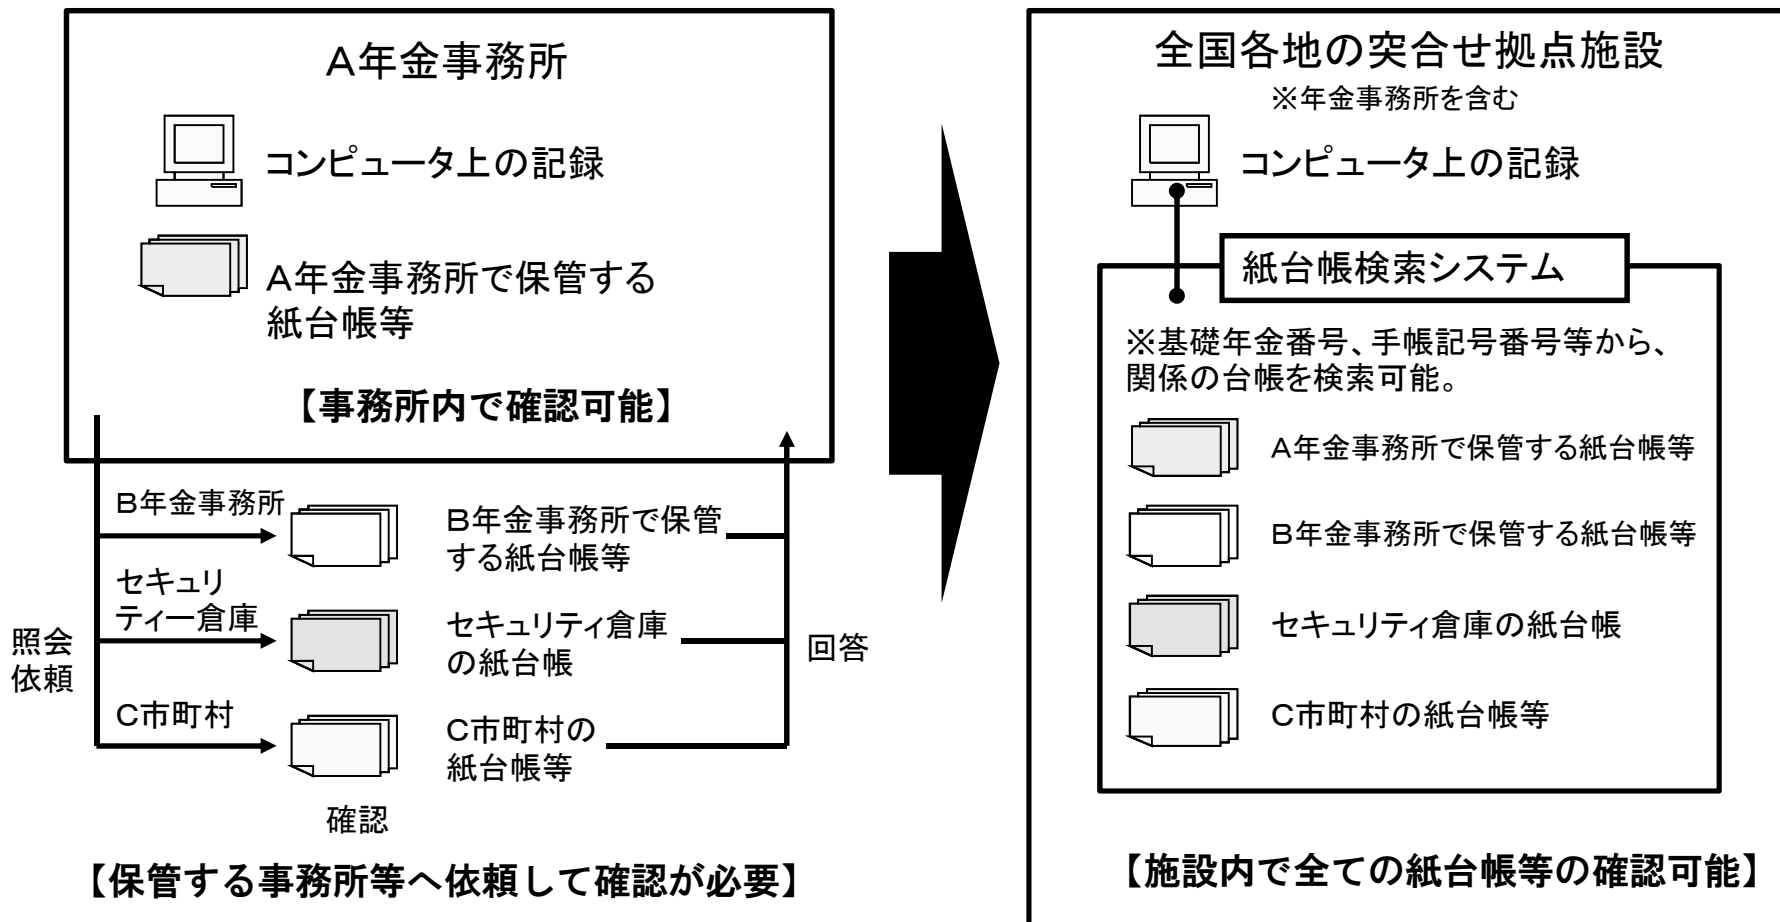 A年金事務所
コンピュータ上の記録
A年金事務所で保管する
紙台帳等
【事務所内で確認可能】
照会
依頼
B年金事務所
B年金事務所で保管
する紙台帳等
セキュリ
ティー倉庫
セキュリティ倉庫
の紙台帳
C市町村
C市町村の
紙台帳等
確認
回答
【保管する事務所等へ依頼して確認が必要】
全国各地の突合せ拠点施設
※年金事務所を含む
コンピュータ上の記録
紙台帳検索システム
※基礎年金番号、手帳記号番号等から、
関係の台帳を検索可能。
A年金事務所で保管する紙台帳等
B年金事務所で保管する紙台帳等
セキュリティ倉庫の紙台帳
C市町村の紙台帳等
【施設内で全ての紙台帳等の確認可能】